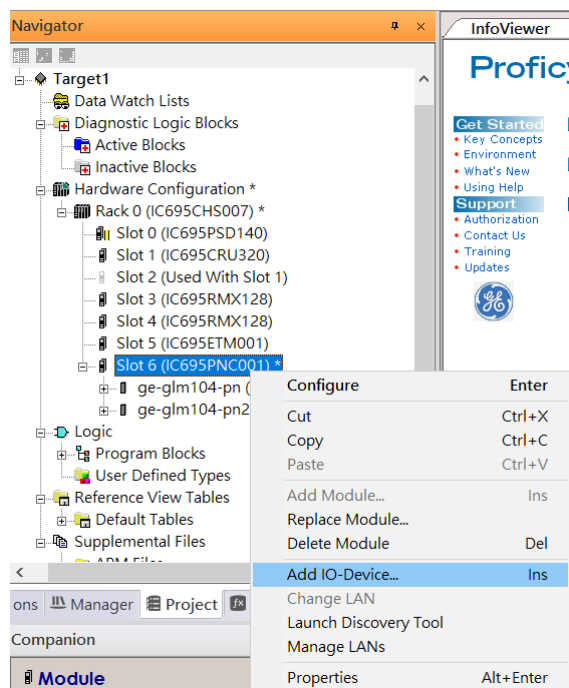 Navigator
InfoViewer
Proficy
Target1
Data Watch Lists
Diagnostic Logic Blocks
Active Blocks
Inactive Blocks
Hardware Configuration *
Rack 0 (IC695CHS007) *
Slot 0 (IC695PSD140)
Slot 1 (IC695CRU320)
Slot 2 (Used With Slot 1)
Slot 3 (IC695RMX128)
Slot 4 (IC695RMX128)
Slot 5 (IC695ETM001)
Slot 6 (IC695PNC001) *
ge-glm104-pn (
ge-glm104-pn2
Logic
Program Blocks
User Defined Types
Reference View Tables
Default Tables
Supplemental Files
ons Manager Project
Companion
Module
Get Started
Key Concepts
Environment
What's New
Using Help
Support
Authorization
Contact Us
Training
Updates
Configure Enter
Cut Ctrl+X
Copy Ctrl+C
Paste Ctrl+V
Add Module... Ins
Replace Module...
Delete Module Del
Add IO-Device... Ins
Change LAN
Launch Discovery Tool
Manage LANs
Properties Alt+Enter